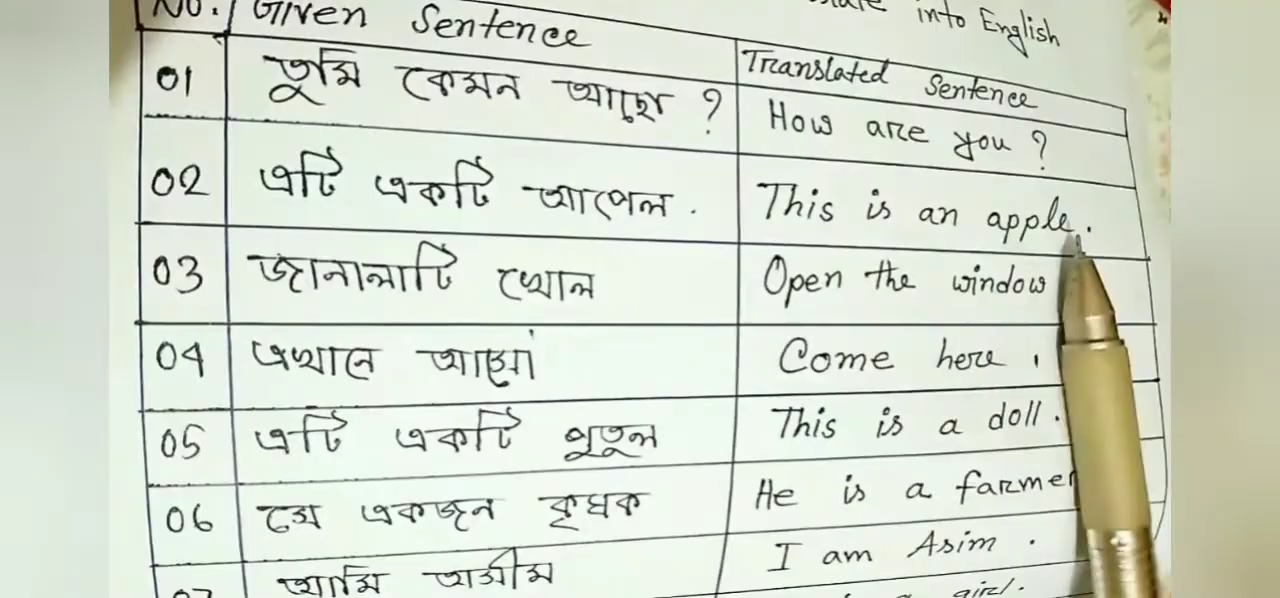 into English
No. Given Sentence Translated Sentence
01 তুমি কেমন আছো ? How are you ?
02 এটি একটি আপেল . This is an apple.
03 জানালাটি খোল Open the window
04 এখানে আসো Come here .
05 এটি একটি পুতুল This is a doll.
06 সে একজন কৃষক He is a farmer
07 আমি অসীম I am Asim .
girl.